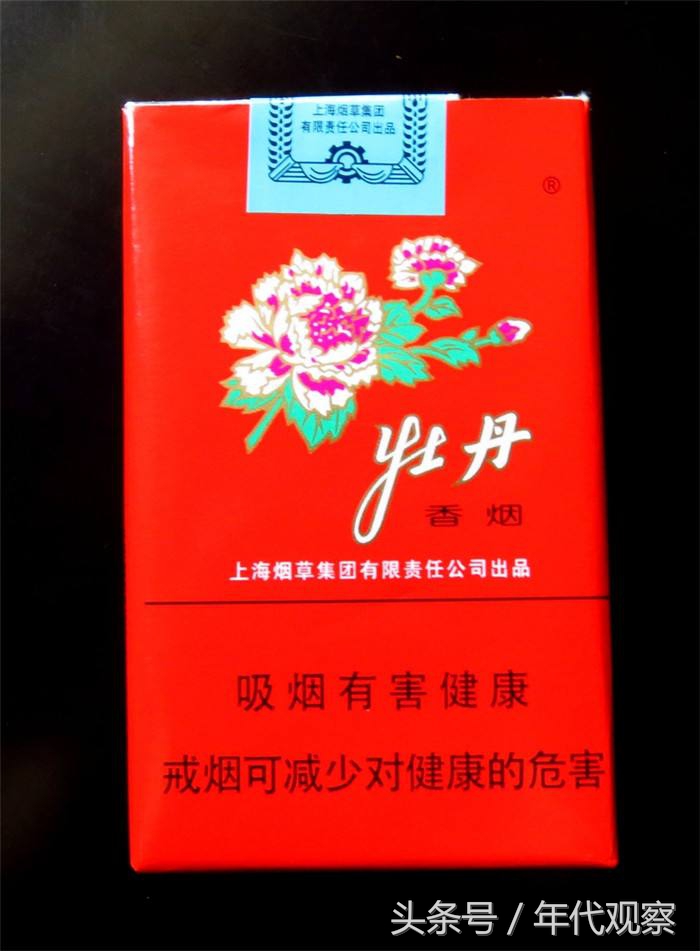 上海烟草集团
有限责任公司出品
®
牡丹
香烟
上海烟草集团有限责任公司出品
吸烟有害健康
戒烟可减少对健康的危害
头条号 / 年代观察